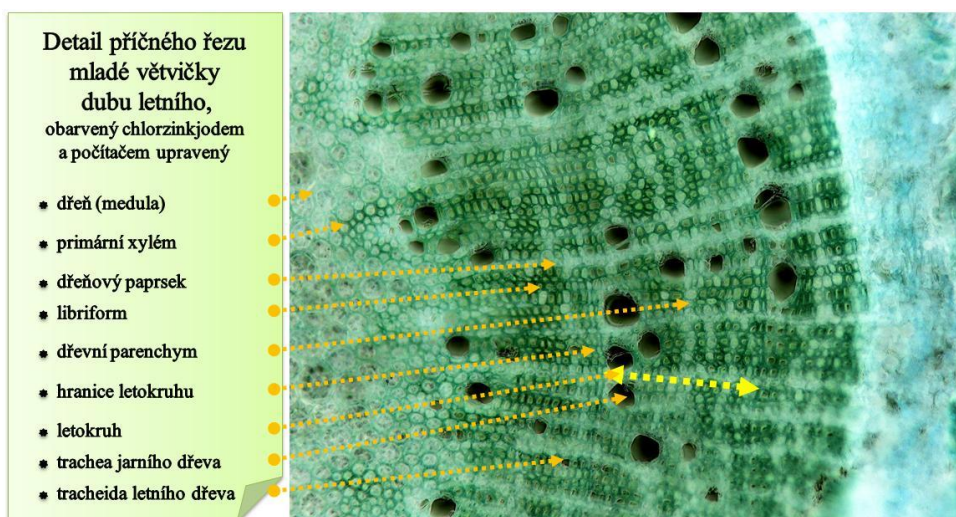 Detail příčného řezu
mladé větvičky
dubu letního,
obarvený chlorzinkjodem
a počítačem upravený
dřeň (medula)
primární xylém
dřeňový paprsek
libriform
dřevní parenchym
hranice letokruhu
letokruh
trachea jarního dřeva
tracheida letního dřeva